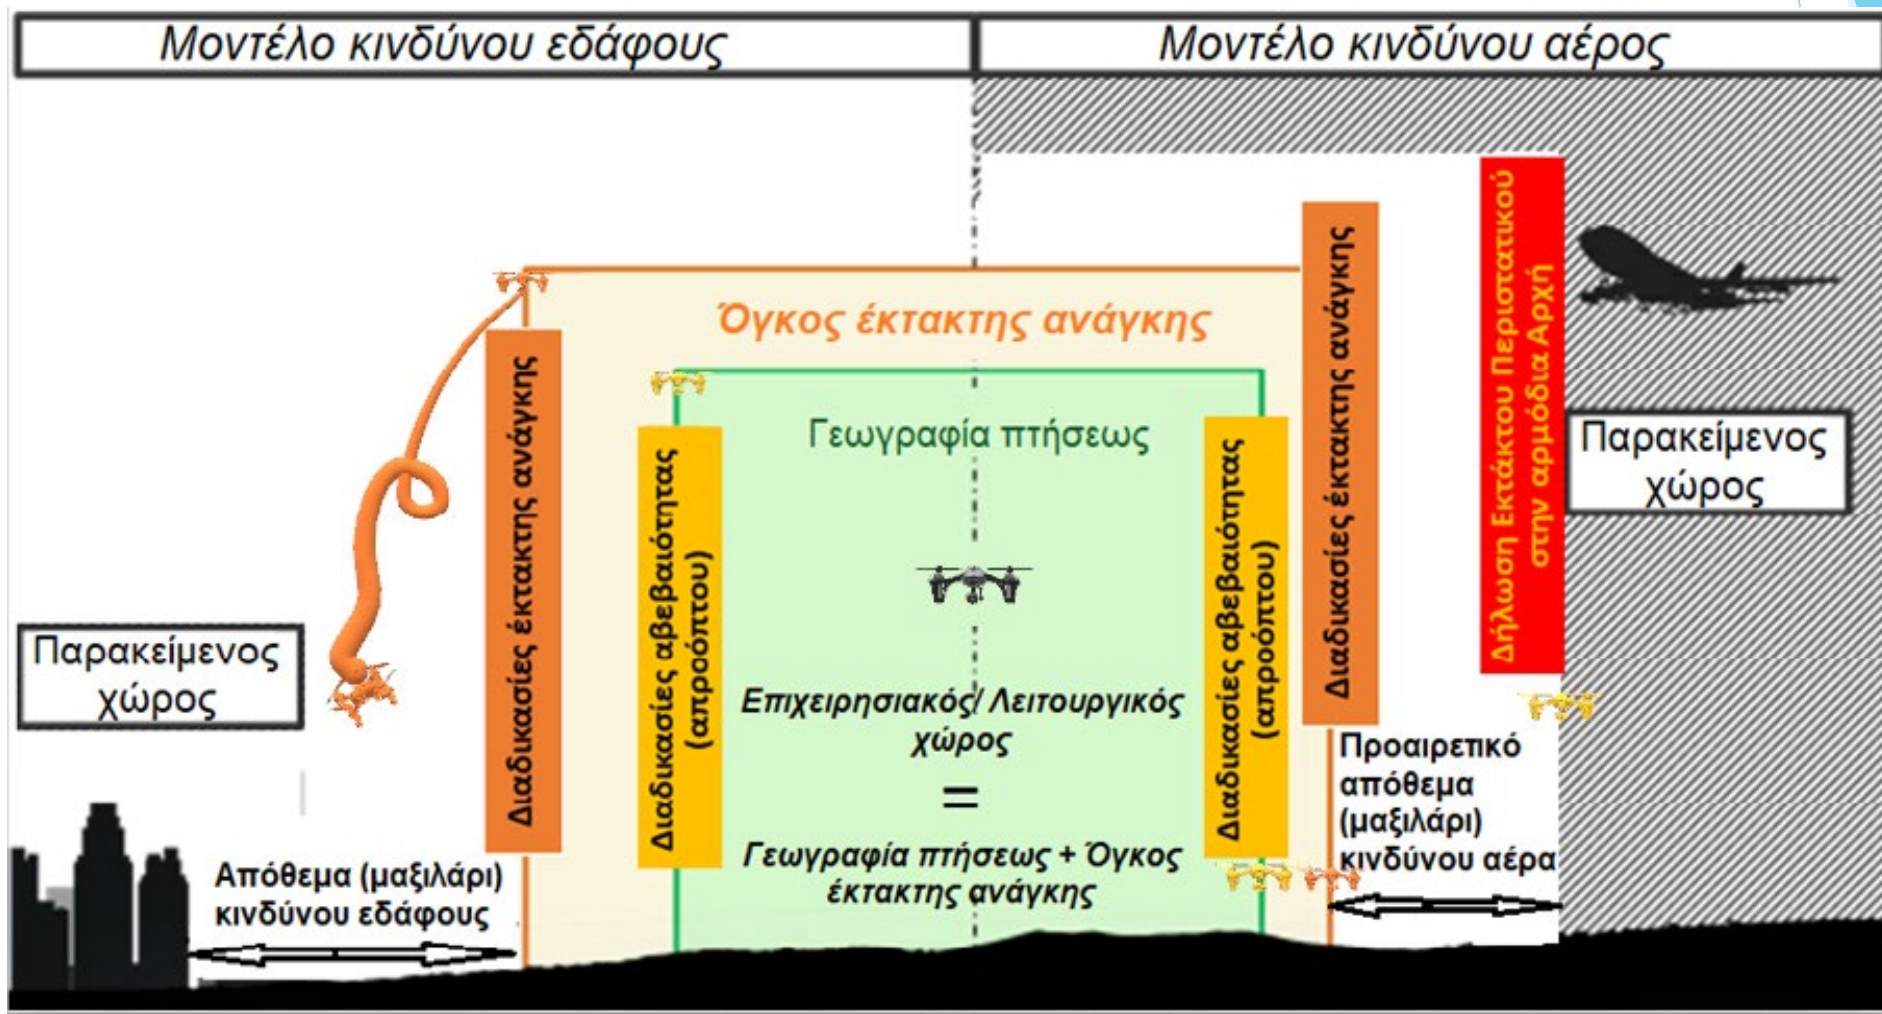 Μοντέλο κινδύνου εδάφους
Μοντέλο κινδύνου αέρος
Όγκος έκτακτης ανάγκης
Γεωγραφία πτήσεως
Διαδικασίες έκτακτης ανάγκης
Διαδικασίες αβεβαιότητας
(απροόπτου)
Διαδικασίες αβεβαιότητας
(απροόπτου)
Διαδικασίες έκτακτης ανάγκης
Δήλωση Εκτάκτου Περιστατικού
στην αρμόδια Αρχή
Παρακείμενος
χώρος
Παρακείμενος
χώρος
Επιχειρησιακός/ Λειτουργικός
χώρος
=
Γεωγραφία πτήσεως + Όγκος
έκτακτης ανάγκης
Προαιρετικό
απόθεμα
(μαξιλάρι)
κινδύνου αέρα
Απόθεμα (μαξιλάρι)
κινδύνου εδάφους